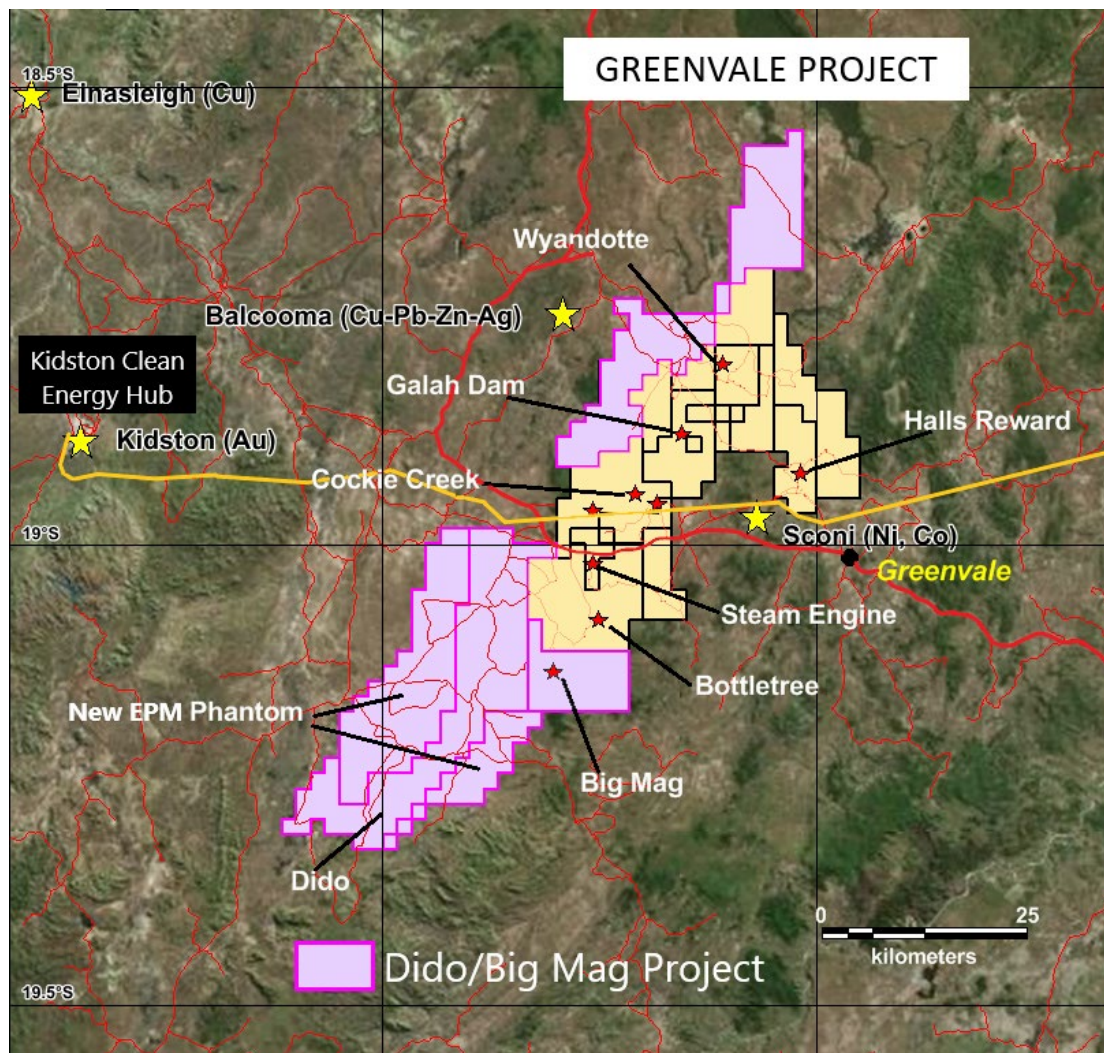 GREENVALE PROJECT
18.5°S
Einasleigh (Cu)
Wyandotte
Balcooma (Cu-Pb-Zn-Ag)
Kidston Clean
Energy Hub
Galah Dam
Halls Reward
Kidston (Au)
Cockie Creek
19°S
Sconi (Ni, Co)
Greenvale
Steam Engine
Bottletree
New EPM Phantom
Big Mag
Dido
0 25
kilometers
Dido/Big Mag Project
19.5°S